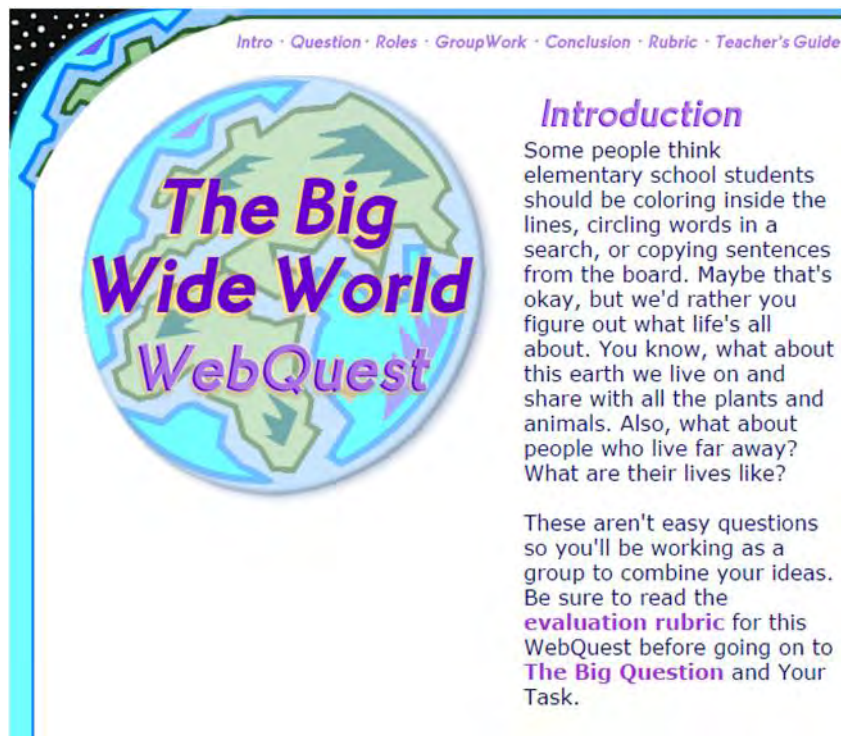 Intro · Question · Roles · GroupWork · Conclusion · Rubric · Teacher's Guide
The Big
Wide World
WebQuest
Introduction
Some people think
elementary school students
should be coloring inside the
lines, circling words in a
search, or copying sentences
from the board. Maybe that's
okay, but we'd rather you
figure out what life's all
about. You know, what about
this earth we live on and
share with all the plants and
animals. Also, what about
people who live far away?
What are their lives like?
These aren't easy questions
so you'll be working as a
group to combine your ideas.
Be sure to read the
evaluation rubric for this
WebQuest before going on to
The Big Question and Your
Task.